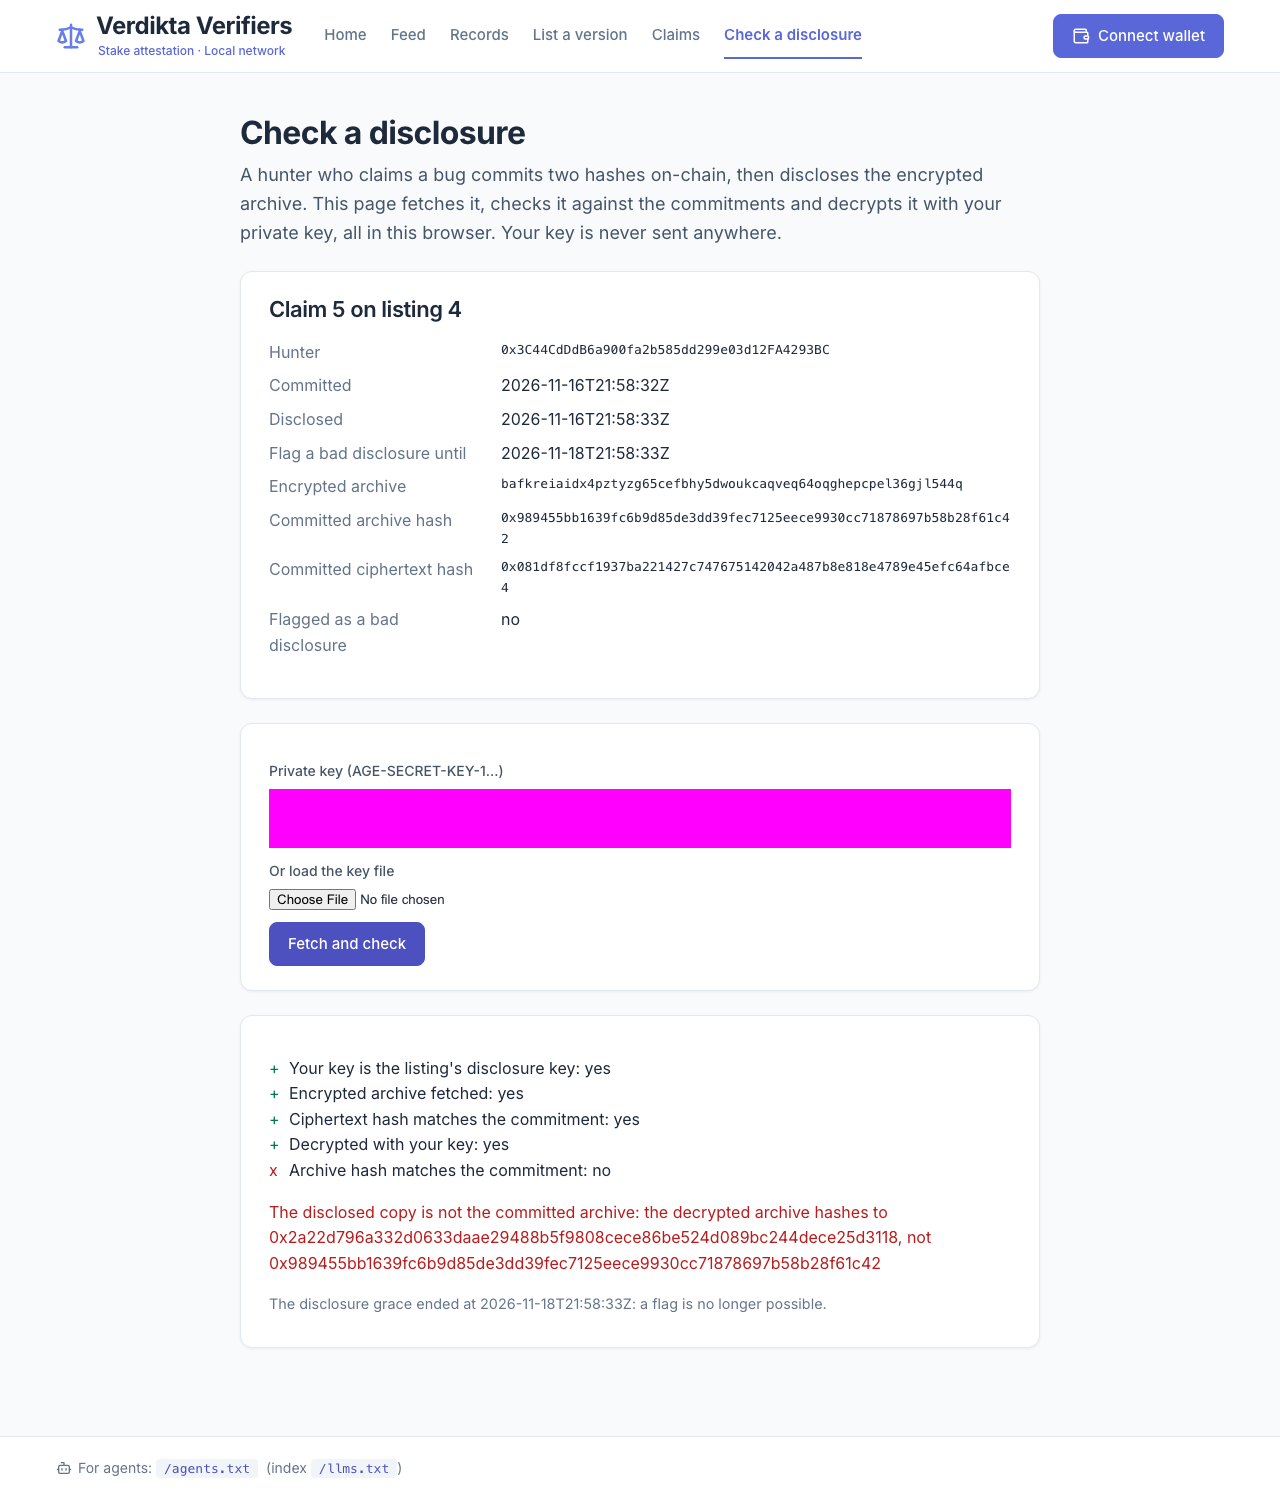 Verdikta Verifiers
Stake attestation · Local network
Home
Feed
Records
List a version
Claims
Check a disclosure
Connect wallet
Check a disclosure
A hunter who claims a bug commits two hashes on-chain, then discloses the encrypted
archive. This page fetches it, checks it against the commitments and decrypts it with your
private key, all in this browser. Your key is never sent anywhere.
Claim 5 on listing 4
Hunter
0x3C44CdDdB6a900fa2b585dd299e03d12FA4293BC
Committed
2026-11-16T21:58:32Z
Disclosed
2026-11-16T21:58:33Z
Flag a bad disclosure until
2026-11-18T21:58:33Z
Encrypted archive
bafkreiaidx4pztyzg65cefbhy5dwoukcaqveq64oqghepcpel36gjl544q
Committed archive hash
0x989455bb1639fc6b9d85de3dd39fec7125eece9930cc71878697b58b28f61c4
2
Committed ciphertext hash
0x081df8fccf1937ba221427c747675142042a487b8e818e4789e45efc64afbce
4
Flagged as a bad
disclosure
no
Private key (AGE-SECRET-KEY-1...)
Or load the key file
Choose File No file chosen
Fetch and check
+ Your key is the listing's disclosure key: yes
+ Encrypted archive fetched: yes
+ Ciphertext hash matches the commitment: yes
+ Decrypted with your key: yes
x Archive hash matches the commitment: no
The disclosed copy is not the committed archive: the decrypted archive hashes to
0x2a22d796a332d0633daae29488b5f9808cece86be524d089bc244dece25d3118, not
0x989455bb1639fc6b9d85de3dd39fec7125eece9930cc71878697b58b28f61c42
The disclosure grace ended at 2026-11-18T21:58:33Z: a flag is no longer possible.
For agents: /agents.txt (index /llms.txt)